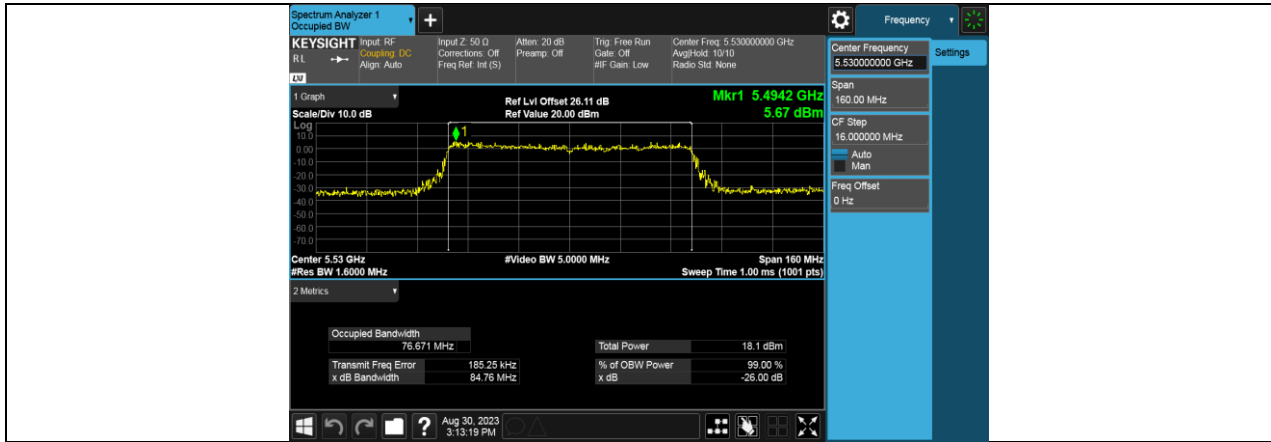 Spectrum Analyzer 1
Occupied BW
+
Frequency
KEYSIGHT
R L
LXI
Input: RF
Coupling: DC
Align: Auto
Input Z: 50 Ω
Corrections: Off
Freq Ref: Int (S)
Atten: 20 dB
Preamp: Off
Trig: Free Run
Gate: Off
#IF Gain: Low
Center Freq: 5.530000000 GHz
Avg|Hold: 10/10
Radio Std: None
Center Frequency
5.530000000 GHz
Settings
Span
160.00 MHz
CF Step
16.000000 MHz
Auto
Man
Freq Offset
0 Hz
1 Graph
Scale/Div 10.0 dB
Ref Lvl Offset 26.11 dB
Ref Value 20.00 dBm
Mkr1 5.4942 GHz
5.67 dBm
Log
1
10.0
0.00
-10.0
-20.0
-30.0
-40.0
-50.0
-60.0
-70.0
Center 5.53 GHz
#Res BW 1.6000 MHz
#Video BW 5.0000 MHz
Span 160 MHz
Sweep Time 1.00 ms (1001 pts)
2 Metrics
Occupied Bandwidth
76.671 MHz
Total Power 18.1 dBm
Transmit Freq Error 185.25 kHz
% of OBW Power 99.00 %
x dB Bandwidth 84.76 MHz
x dB -26.00 dB
?
Aug 30, 2023
3:13:19 PM